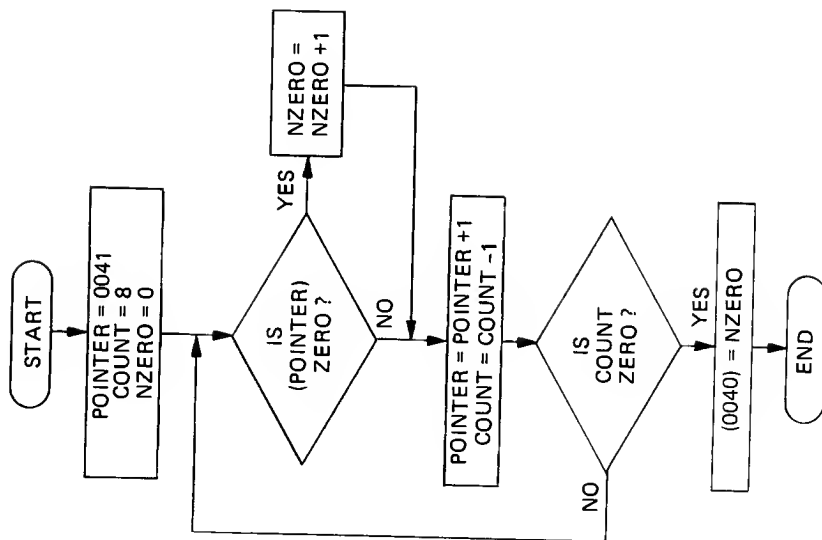 START
POINTER = 0041
COUNT = 8
NZERO = 0
IS
(POINTER)
ZERO ?
YES
NZERO =
NZERO +1
NO
POINTER = POINTER +1
COUNT = COUNT -1
IS
COUNT
ZERO ?
NO
YES
(0040) = NZERO
END